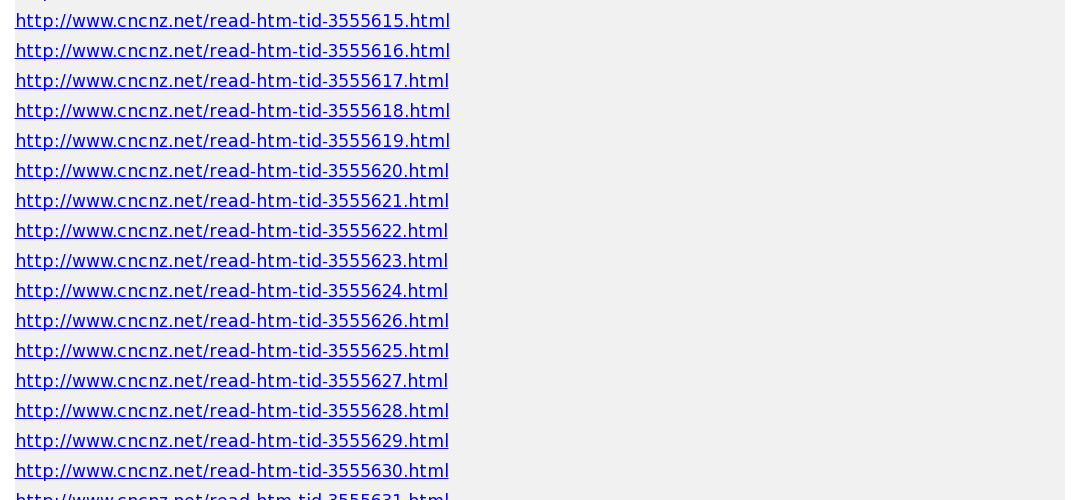 http://www.cncnz.net/read-htm-tid-3555615.html
http://www.cncnz.net/read-htm-tid-3555616.html
http://www.cncnz.net/read-htm-tid-3555617.html
http://www.cncnz.net/read-htm-tid-3555618.html
http://www.cncnz.net/read-htm-tid-3555619.html
http://www.cncnz.net/read-htm-tid-3555620.html
http://www.cncnz.net/read-htm-tid-3555621.html
http://www.cncnz.net/read-htm-tid-3555622.html
http://www.cncnz.net/read-htm-tid-3555623.html
http://www.cncnz.net/read-htm-tid-3555624.html
http://www.cncnz.net/read-htm-tid-3555626.html
http://www.cncnz.net/read-htm-tid-3555625.html
http://www.cncnz.net/read-htm-tid-3555627.html
http://www.cncnz.net/read-htm-tid-3555628.html
http://www.cncnz.net/read-htm-tid-3555629.html
http://www.cncnz.net/read-htm-tid-3555630.html
http://www.cncnz.net/read-htm-tid-3555631.html